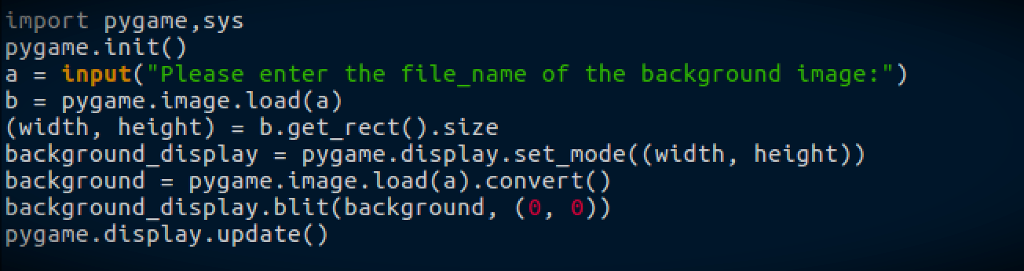 import pygame,sys
pygame.init()
a = input("Please enter the file_name of the background image:")
b = pygame.image.load(a)
(width, height) = b.get_rect().size
background_display = pygame.display.set_mode((width, height))
background = pygame.image.load(a).convert()
background_display.blit(background, (0, 0))
pygame.display.update()